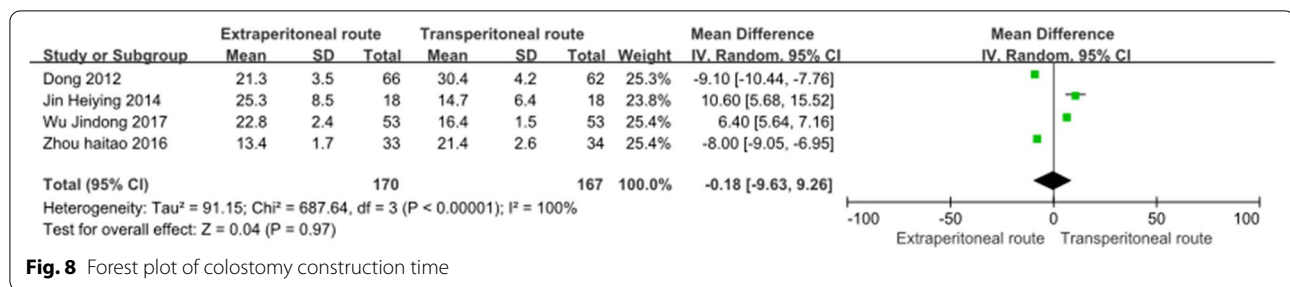 Extraperitoneal route Transperitoneal route Mean Difference Mean Difference
Study or Subgroup Mean SD Total Mean SD Total Weight IV. Random. 95% CI IV. Random. 95% CI
Dong 2012 21.3 3.5 66 30.4 4.2 62 25.3% -9.10 [-10.44, -7.76]
Jin Heiying 2014 25.3 8.5 18 14.7 6.4 18 23.8% 10.60 [5.68, 15.52]
Wu Jindong 2017 22.8 2.4 53 16.4 1.5 53 25.4% 6.40 [5.64, 7.16]
Zhou haitao 2016 13.4 1.7 33 21.4 2.6 34 25.4% -8.00 [-9.05, -6.95]
Total (95% CI) 170 167 100.0% -0.18 [-9.63, 9.26]
Heterogeneity: Tau² = 91.15; Chi² = 687.64, df = 3 (P < 0.00001); I² = 100%
Test for overall effect: Z = 0.04 (P = 0.97)
-100 -50 0 50 100
Extraperitoneal route Transperitoneal route
Fig. 8 Forest plot of colostomy construction time